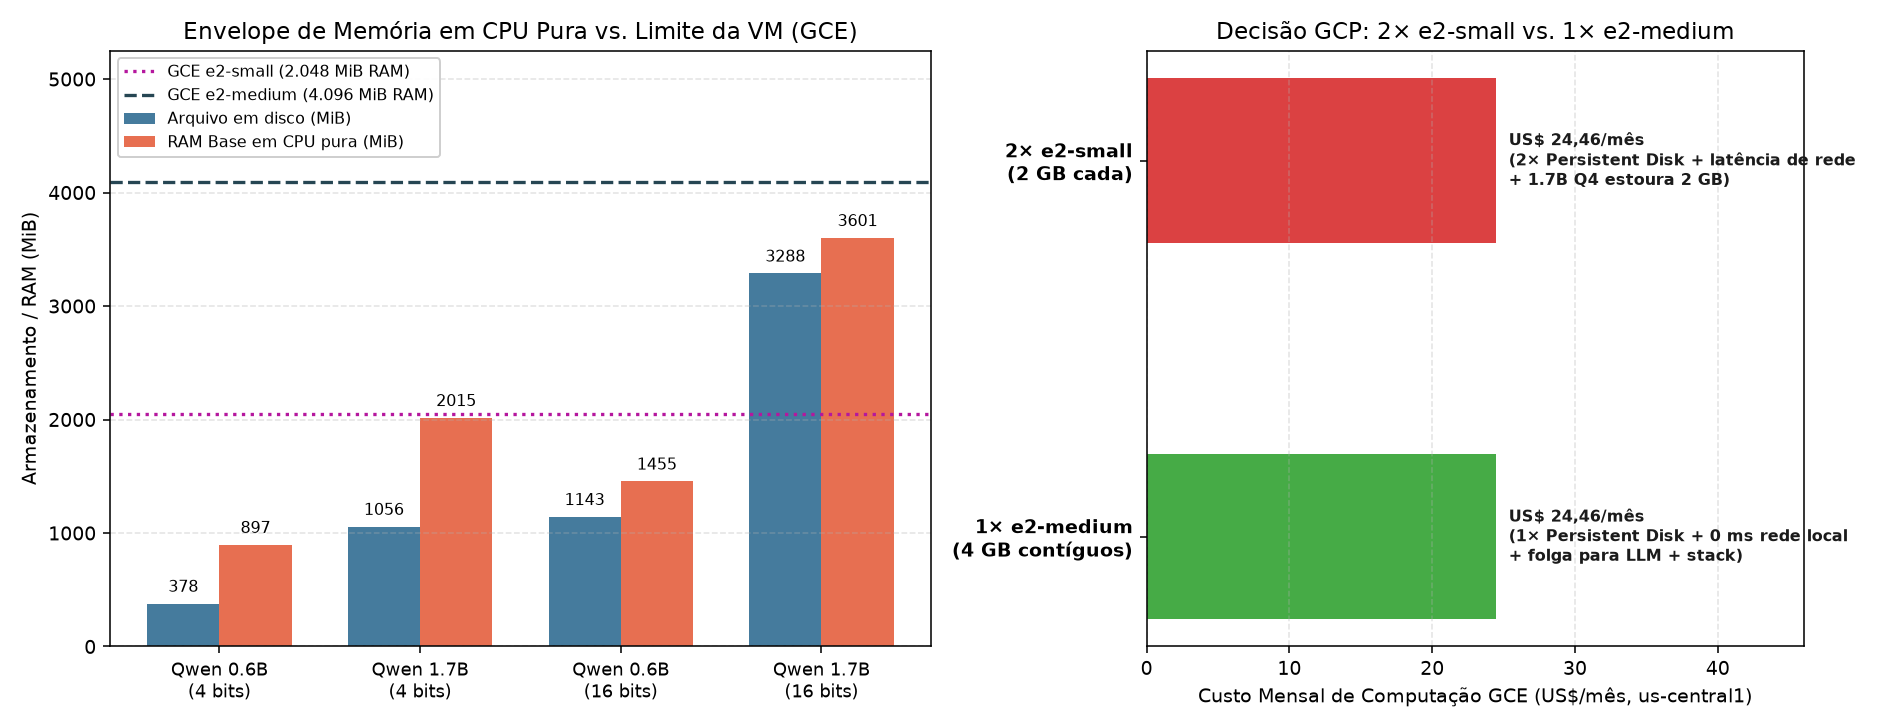 Envelope de Memória em CPU Pura vs. Limite da VM (GCE)
GCE e2-small (2.048 MiB RAM)
GCE e2-medium (4.096 MiB RAM)
Arquivo em disco (MiB)
RAM Base em CPU pura (MiB)
Armazenamento / RAM (MiB)
5000
4000
3000
2000
1000
0
378
897
1056
2015
1143
1455
3288
3601
Qwen 0.6B
(4 bits)
Qwen 1.7B
(4 bits)
Qwen 0.6B
(16 bits)
Qwen 1.7B
(16 bits)
Decisão GCP: 2× e2-small vs. 1× e2-medium
2× e2-small
(2 GB cada)
US$ 24,46/mês
(2× Persistent Disk + latência de rede
+ 1.7B Q4 estoura 2 GB)
1× e2-medium
(4 GB contíguos)
US$ 24,46/mês
(1× Persistent Disk + 0 ms rede local
+ folga para LLM + stack)
0
10
20
30
40
Custo Mensal de Computação GCE (US$/mês, us-central1)